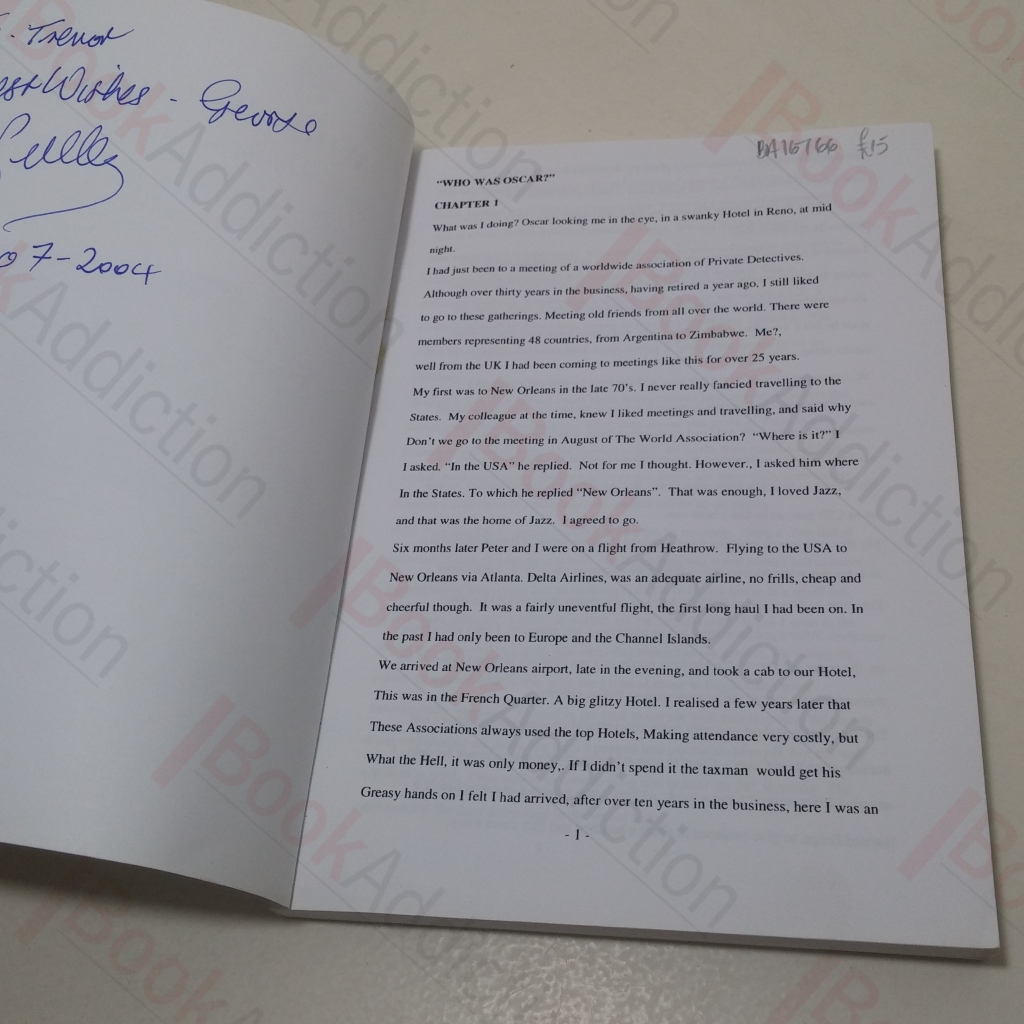 Trevor
Wishes - George
7-2004
BA16766 £15
"WHO WAS OSCAR?"
CHAPTER 1
What was I doing? Oscar looking me in the eye, in a swanky Hotel in Reno, at mid
night.
I had just been to a meeting of a worldwide association of Private Detectives.
Although over thirty years in the business, having retired a year ago, I still liked
to go to these gatherings. Meeting old friends from all over the world. There were
members representing 48 countries, from Argentina to Zimbabwe. Me?,
well from the UK I had been coming to meetings like this for over 25 years.
My first was to New Orleans in the late 70's. I never really fancied travelling to the
States. My colleague at the time, knew I liked meetings and travelling, and said why
Don't we go to the meeting in August of The World Association? "Where is it?" I
I asked. "In the USA" he replied. Not for me I thought. However., I asked him where
In the States. To which he replied "New Orleans". That was enough, I loved Jazz,
and that was the home of Jazz. I agreed to go.
Six months later Peter and I were on a flight from Heathrow. Flying to the USA to
New Orleans via Atlanta. Delta Airlines, was an adequate airline, no frills, cheap and
cheerful though. It was a fairly uneventful flight, the first long haul I had been on. In
the past I had only been to Europe and the Channel Islands.
We arrived at New Orleans airport, late in the evening, and took a cab to our Hotel,
This was in the French Quarter. A big glitzy Hotel. I realised a few years later that
These Associations always used the top Hotels, Making attendance very costly, but
What the Hell, it was only money,. If I didn't spend it the taxman would get his
Greasy hands on I felt I had arrived, after over ten years in the business, here I was an
- 1 -
BookAddiction